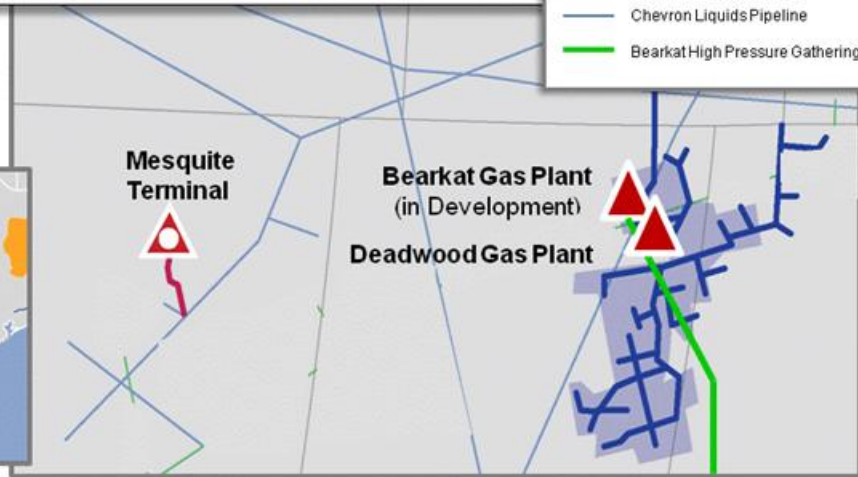 Chevron Liquids Pipeline
Bearkat High Pressure Gathering
Mesquite
Terminal
Bearkat Gas Plant
(in Development)
Deadwood Gas Plant